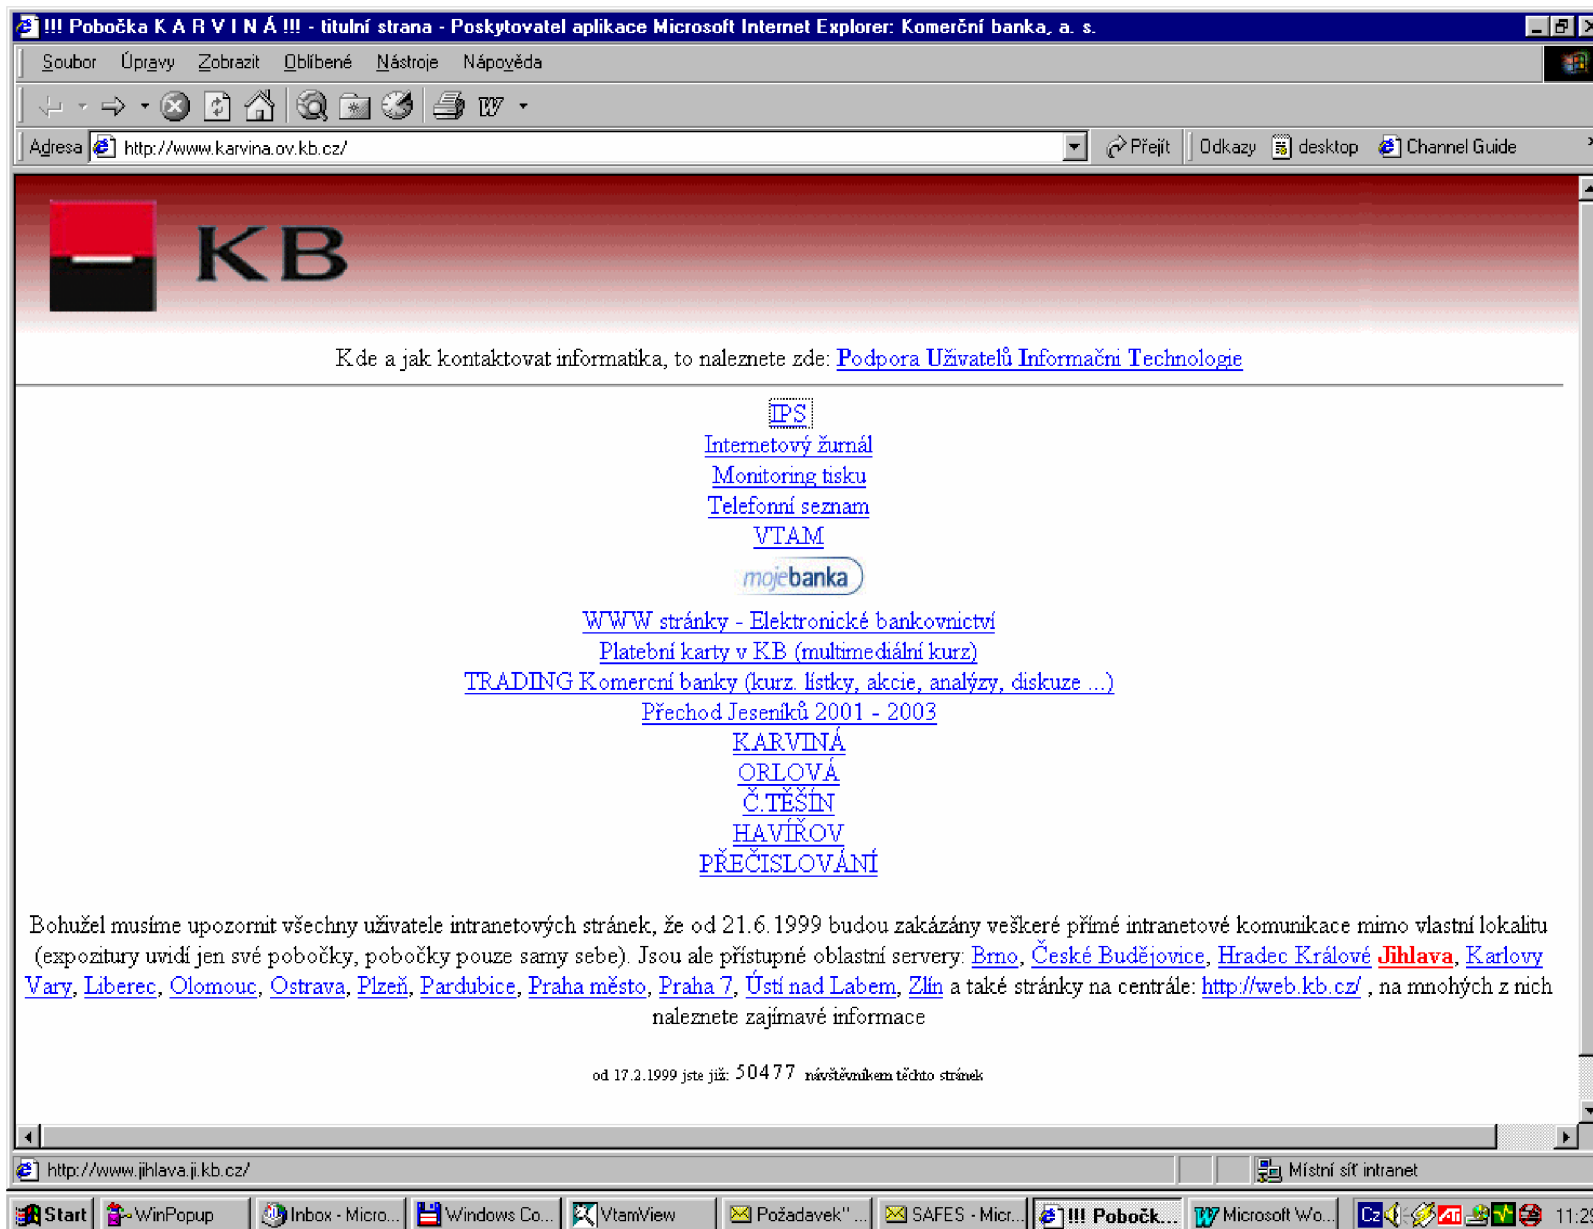 !!! Pobočka K A R V I N Á !!! - titulní strana - Poskytovatel aplikace Microsoft Internet Explorer: Komerční banka, a. s.
Soubor Úpravy Zobrazit Oblíbené Nástroje Nápověda
Adresa http://www.karvina.ov.kb.cz/ Přejít Odkazy desktop Channel Guide
KB
Kde a jak kontaktovat informatika, to naleznete zde: Podpora Uživatelů Informačni Technologie
IPS
Internetový žurnál
Monitoring tisku
Telefonní seznam
VTAM
mojebanka
WWW stránky - Elektronické bankovnictví
Platební karty v KB (multimediální kurz)
TRADING Komercní banky (kurz. lístky, akcie, analýzy, diskuze ...)
Přechod Jeseníků 2001 - 2003
KARVINÁ
ORLOVÁ
Č.TĚŠÍN
HAVÍŘOV
PŘEČISLOVÁNÍ
Bohužel musíme upozornit všechny uživatele intranetových stránek, že od 21.6.1999 budou zakázány veškeré přímé intranetové komunikace mimo vlastní lokalitu
(expozitury uvidí jen své pobočky, pobočky pouze samy sebe). Jsou ale přístupné oblastní servery: Brno, České Budějovice, Hradec Králové Jihlava, Karlovy
Vary, Liberec, Olomouc, Ostrava, Plzeň, Pardubice, Praha město, Praha 7, Ústí nad Labem, Zlín a také stránky na centrále: http://web.kb.cz/ , na mnohých z nich
naleznete zajímavé informace
od 17.2.1999 jste již: 50477 návštěvníkem těchto stránek
http://www.jihlava.ji.kb.cz/ Místní síť intranet
Start WinPopup Inbox - Micro... Windows Co... VtamView Požadavek" ... SAFES - Micr... !!! Pobočk... Microsoft Wo... Cz 11:2